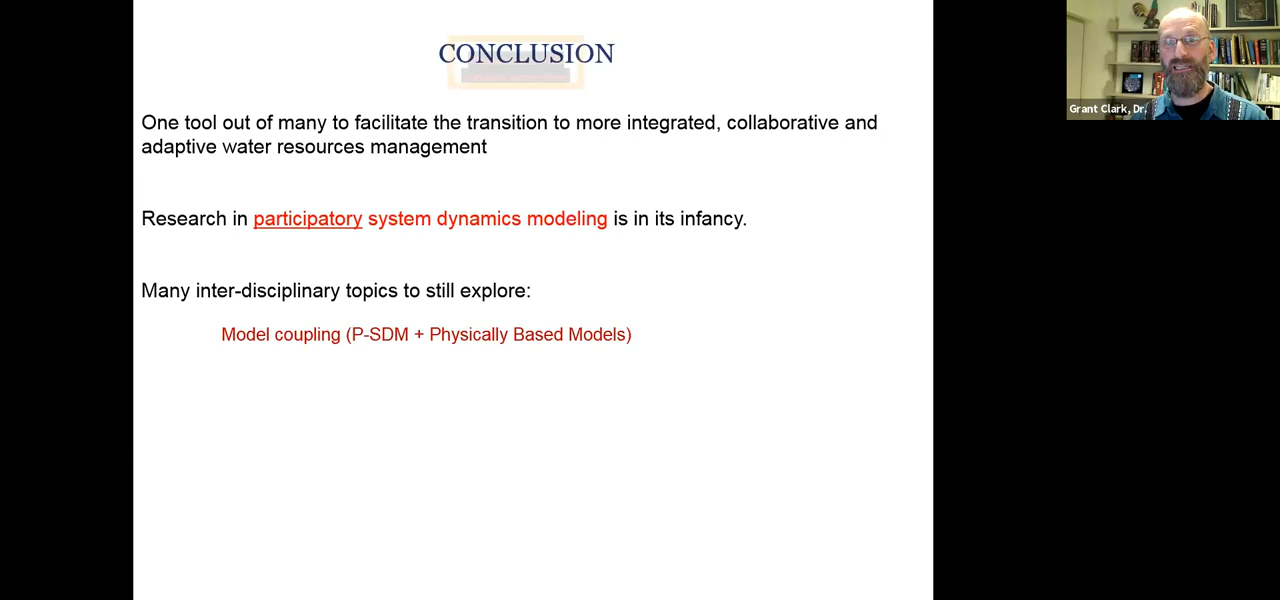 CONCLUSION
One tool out of many to facilitate the transition to more integrated, collaborative and
adaptive water resources management
Research in participatory system dynamics modeling is in its infancy.
Many inter-disciplinary topics to still explore:
Model coupling (P-SDM + Physically Based Models)
Grant Clark, Dr.